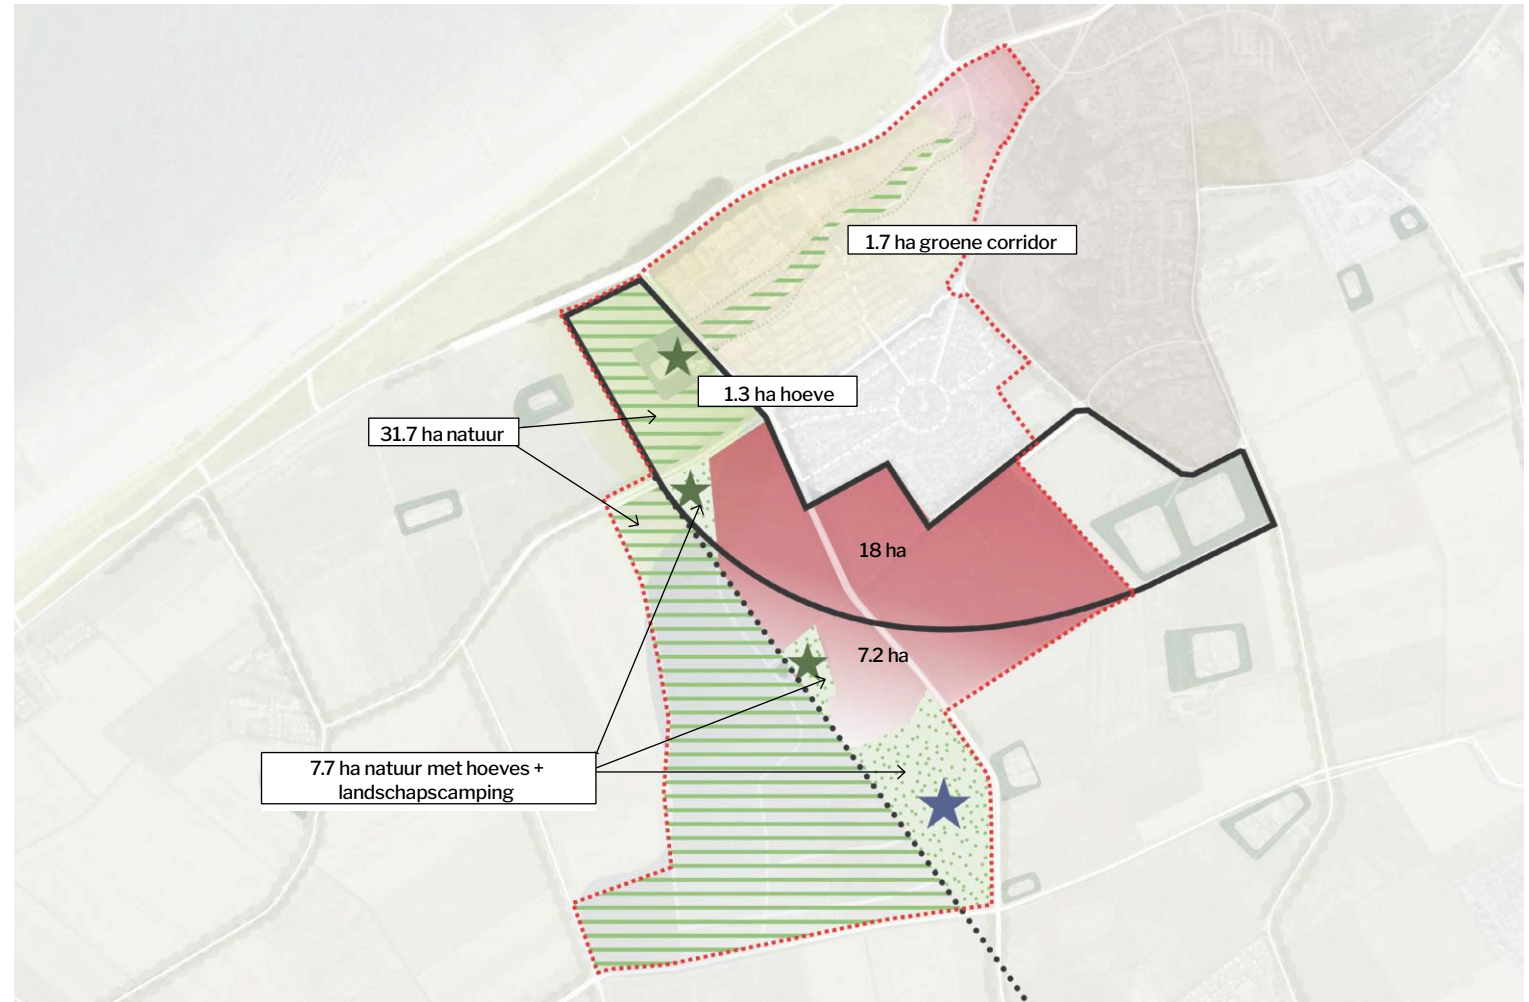 1.7 ha groene corridor
1.3 ha hoeve
31.7 ha natuur
18 ha
7.2 ha
7.7 ha natuur met hoeves +
landschapscamping